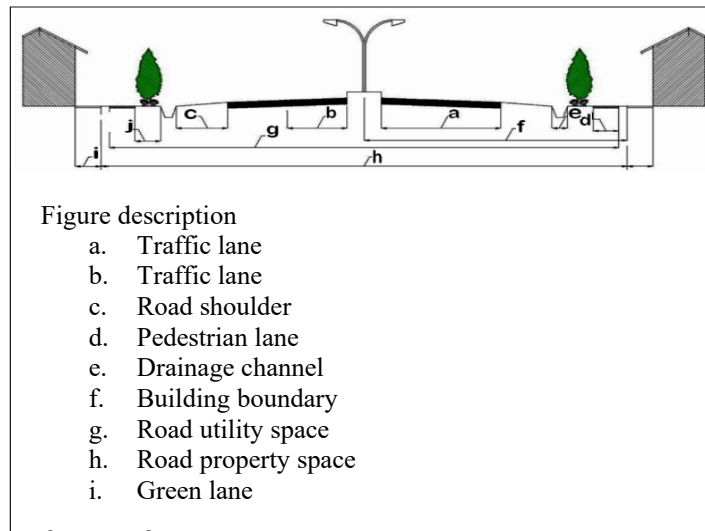 c b a e d
j g f
i h
Figure description
a. Traffic lane
b. Traffic lane
c. Road shoulder
d. Pedestrian lane
e. Drainage channel
f. Building boundary
g. Road utility space
h. Road property space
i. Green lane